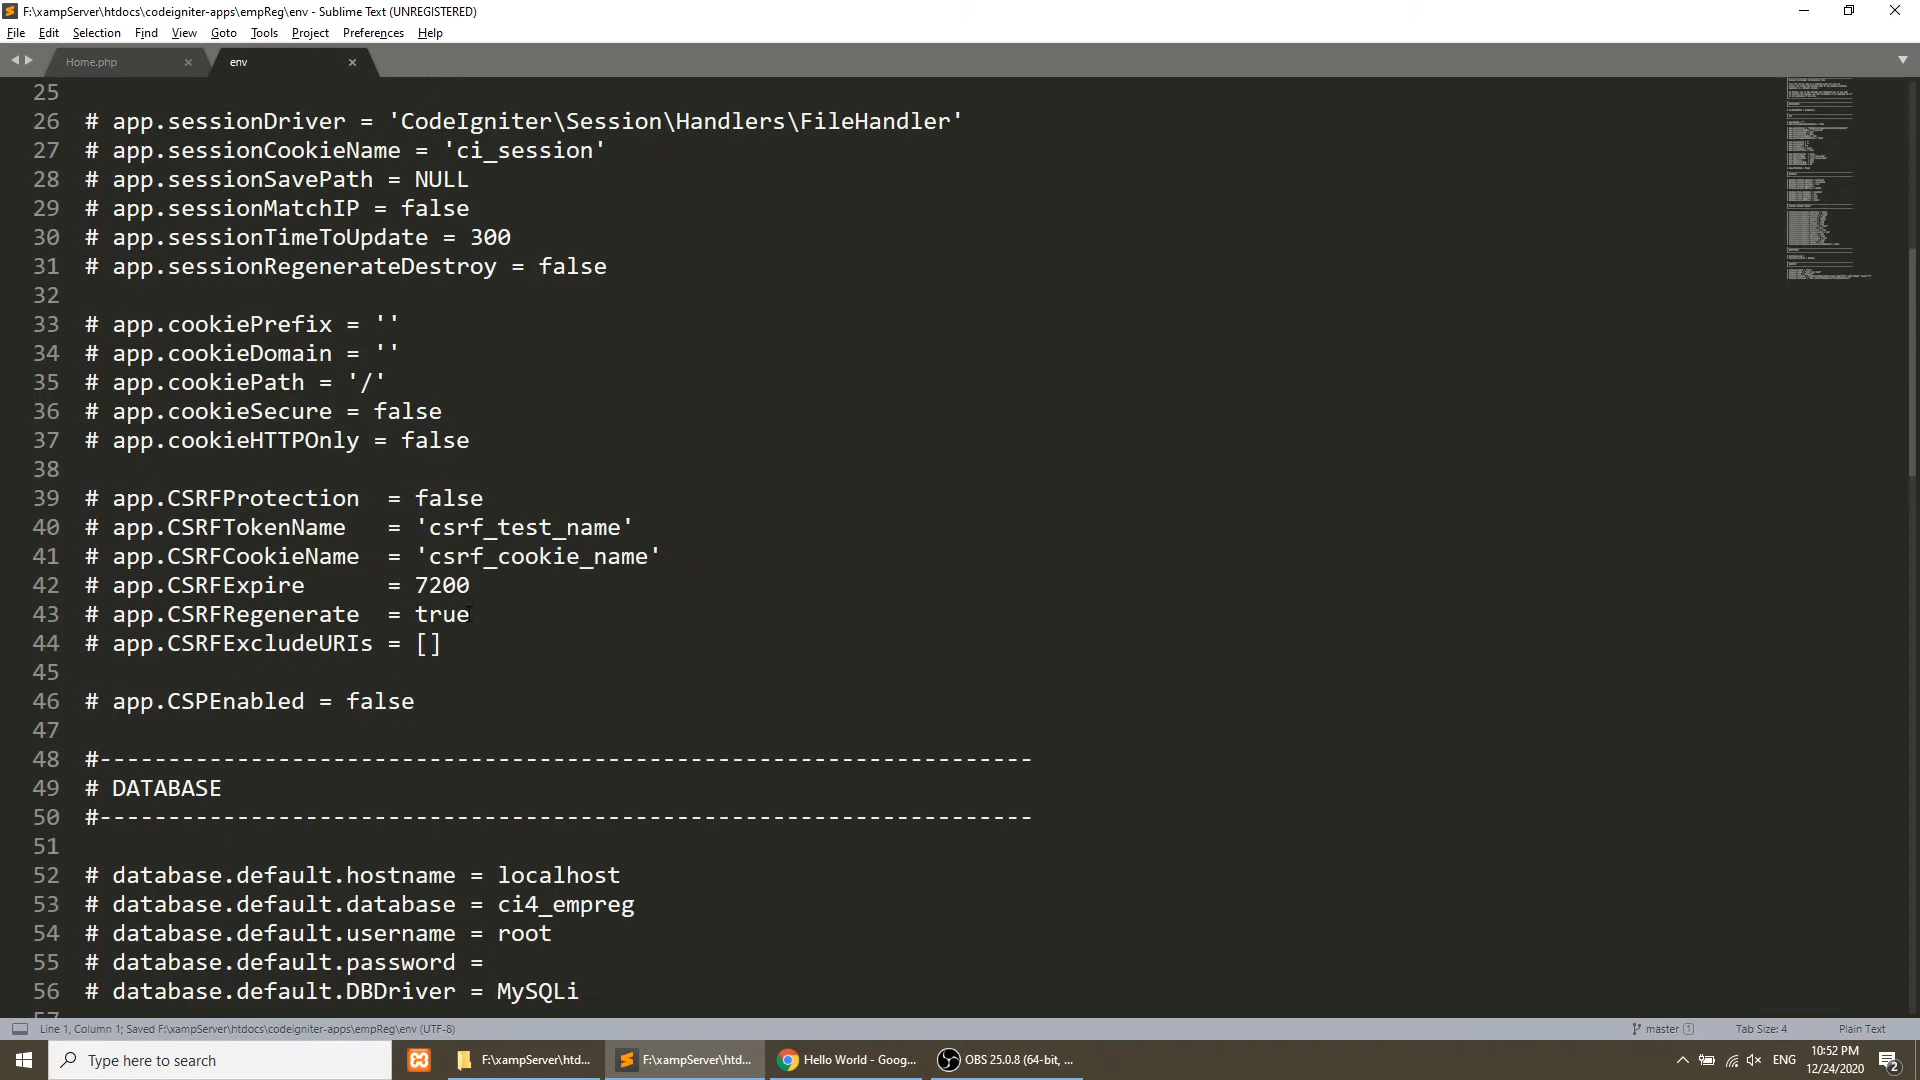 F:\xampServer\htdocs\codeigniter-apps\empReg\env - Sublime Text (UNREGISTERED)
File Edit Selection Find View Goto Tools Project Preferences Help
Home.php × env ×
25
26 # app.sessionDriver = 'CodeIgniter\Session\Handlers\FileHandler'
27 # app.sessionCookieName = 'ci_session'
28 # app.sessionSavePath = NULL
29 # app.sessionMatchIP = false
30 # app.sessionTimeToUpdate = 300
31 # app.sessionRegenerateDestroy = false
32
33 # app.cookiePrefix = ''
34 # app.cookieDomain = ''
35 # app.cookiePath = '/'
36 # app.cookieSecure = false
37 # app.cookieHTTPOnly = false
38
39 # app.CSRFProtection  = false
40 # app.CSRFTokenName   = 'csrf_test_name'
41 # app.CSRFCookieName  = 'csrf_cookie_name'
42 # app.CSRFExpire      = 7200
43 # app.CSRFRegenerate  = true
44 # app.CSRFExcludeURIs = []
45
46 # app.CSPEnabled = false
47
48 #--------------------------------------------------------------------
49 # DATABASE
50 #--------------------------------------------------------------------
51
52 # database.default.hostname = localhost
53 # database.default.database = ci4_empreg
54 # database.default.username = root
55 # database.default.password =
56 # database.default.DBDriver = MySQLi
Line 1, Column 1; Saved F:\xampServer\htdocs\codeigniter-apps\empReg\env (UTF-8) master 1 Tab Size: 4 Plain Text
Type here to search F:\xampServer\htd... F:\xampServer\htd... Hello World - Goog... OBS 25.0.8 (64-bit, ... ENG 10:52 PM
12/24/2020 2